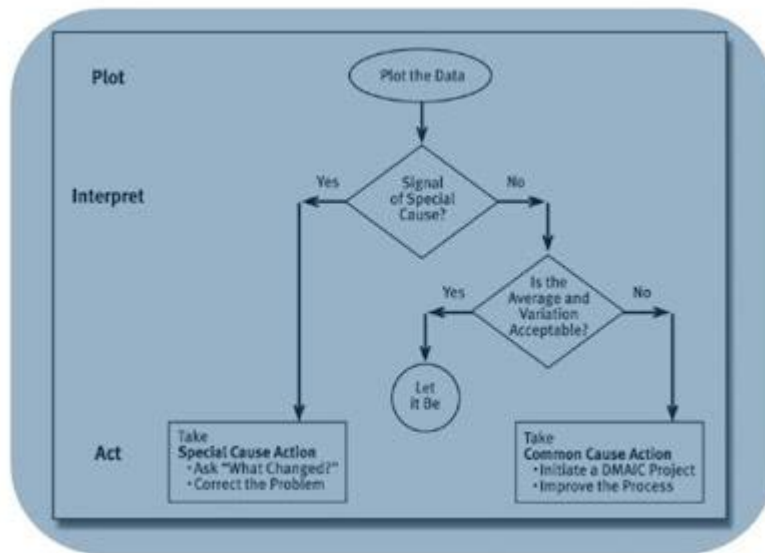 Plot
Plot the Data
Interpret
Yes
Signal
of Special
Cause?
No
Yes
Is the
Average and
Variation
Acceptable?
No
Let
it Be
Act
Take
Special Cause Action
•Ask “What Changed?”
•Correct the Problem
Take
Common Cause Action
•Initiate a DMAIC Project
•Improve the Process